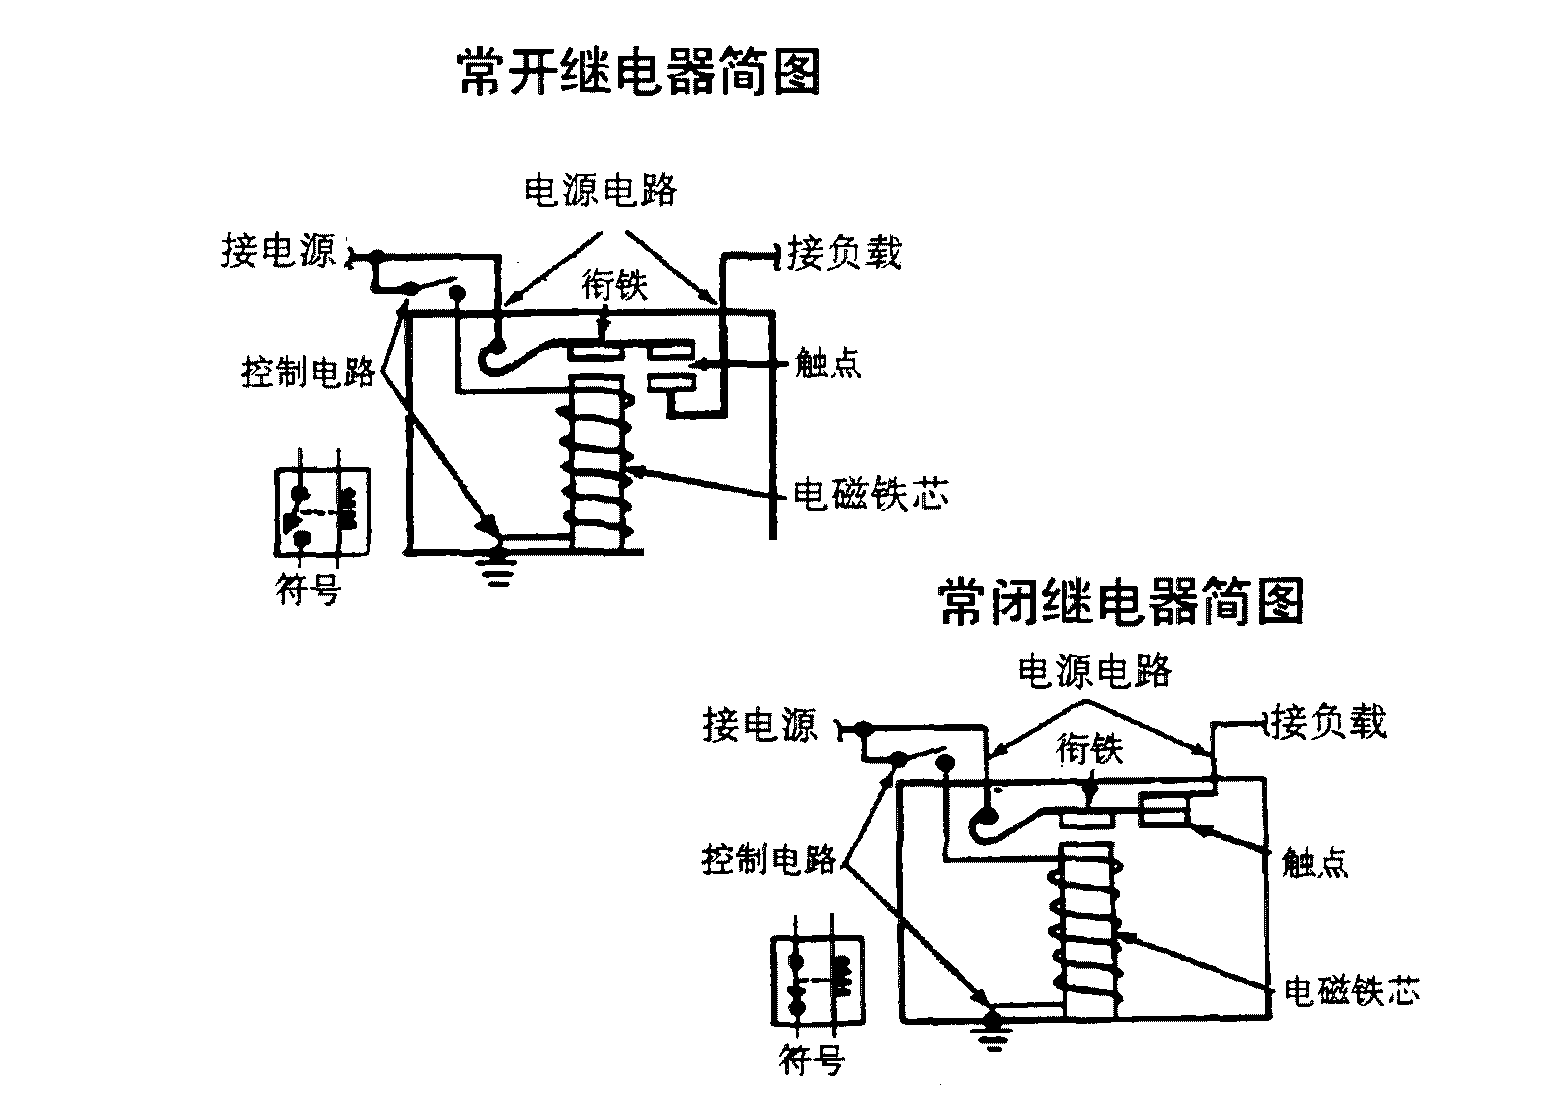 常开继电器简图
电源电路
接电源
接负载
衔铁
控制电路
触点
电磁铁芯
符号
常闭继电器简图
电源电路
接电源
接负载
衔铁
控制电路
触点
电磁铁芯
符号